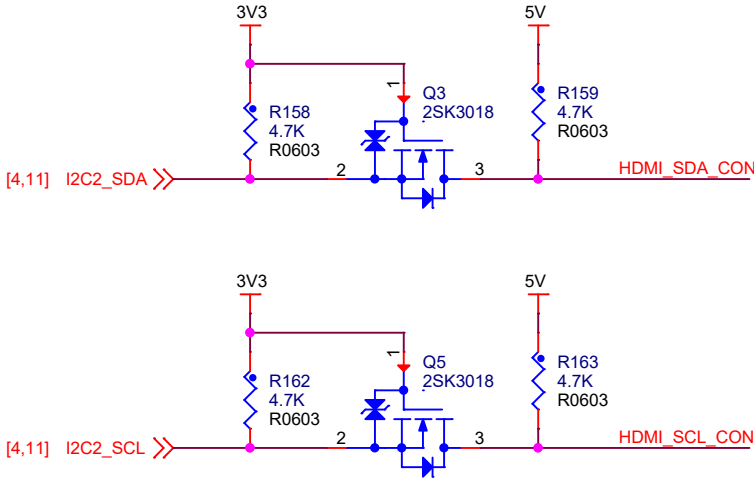 3V3
5V
1
Q3
2SK3018
R158
4.7K
R0603
R159
4.7K
R0603
[4,11] I2C2_SDA
2
3
HDMI_SDA_CON
3V3
5V
1
Q5
2SK3018
R162
4.7K
R0603
R163
4.7K
R0603
[4,11] I2C2_SCL
2
3
HDMI_SCL_CON